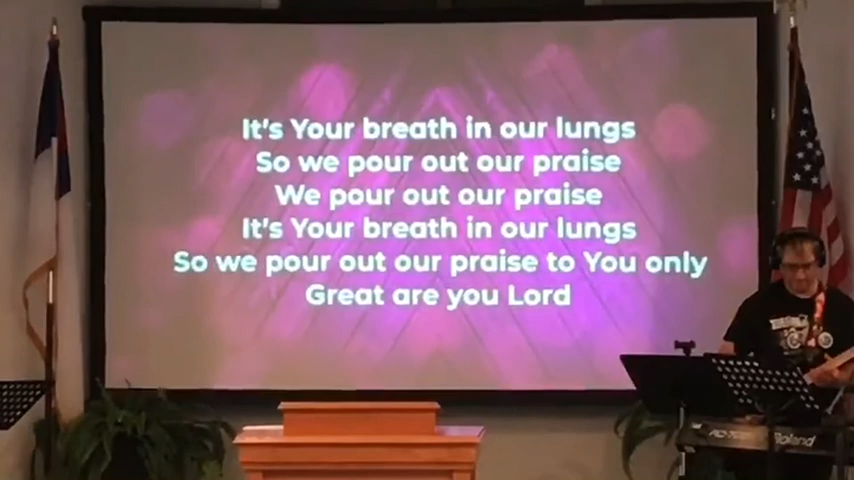 It's Your breath in our lungs
So we pour out our praise
We pour out our praise
It's Your breath in our lungs
So we pour out our praise to You only
Great are you Lord
Roland